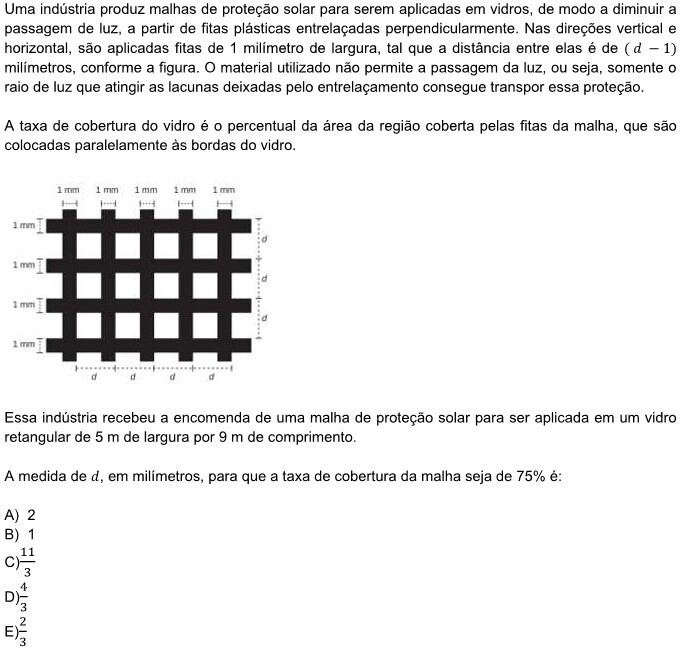 Uma indústria produz malhas de proteção solar para serem aplicadas em vidros, de modo a diminuir a
passagem de luz, a partir de fitas plásticas entrelaçadas perpendicularmente. Nas direções vertical e
horizontal, são aplicadas fitas de 1 milímetro de largura, tal que a distância entre elas é de (d − 1)
milímetros, conforme a figura. O material utilizado não permite a passagem da luz, ou seja, somente o
raio de luz que atingir as lacunas deixadas pelo entrelaçamento consegue transpor essa proteção.
A taxa de cobertura do vidro é o percentual da área da região coberta pelas fitas da malha, que são
colocadas paralelamente às bordas do vidro.
1 mm 1 mm 1 mm 1 mm 1 mm
1 mm
d
1 mm
d
1 mm
d
1 mm
d d d d
Essa indústria recebeu a encomenda de uma malha de proteção solar para ser aplicada em um vidro
retangular de 5 m de largura por 9 m de comprimento.
A medida de d, em milímetros, para que a taxa de cobertura da malha seja de 75% é:
A) 2
B) 1
C) 11/3
D) 4/3
E) 2/3